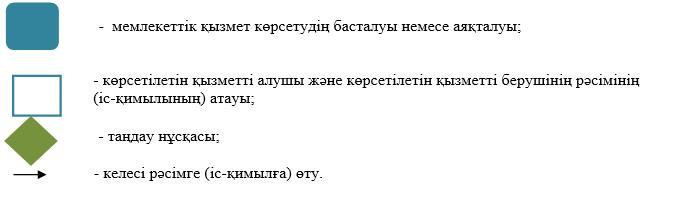 - мемлекеттік қызмет көрсетудің басталуы немесе аяқталуы;
- көрсетілетін қызметті алушы және көрсетілетін қызметті берушінің рәсімінің
(іс-қимылының) атауы;
- таңдау нұсқасы;
- келесі рәсімге (іс-қимылға) өту.